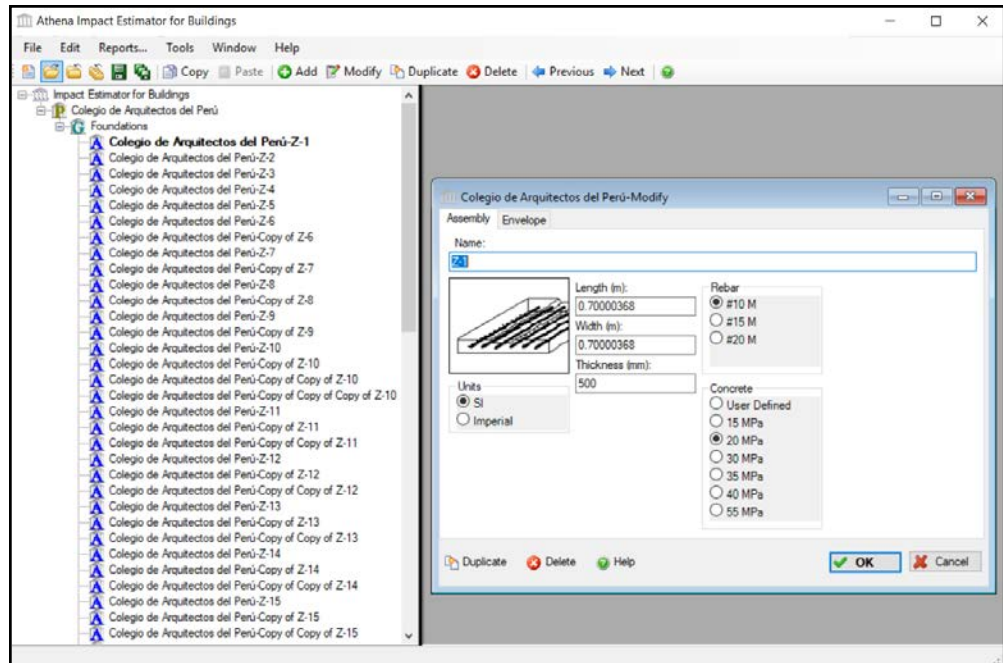 Athena Impact Estimator for Buildings
File Edit Reports... Tools Window Help
Copy Paste Add Modify Duplicate Delete Previous Next
Impact Estimator for Buildings
P Colegio de Arquitectos del Perú
G Foundations
A Colegio de Arquitectos del Perú-Z-1
A Colegio de Arquitectos del Perú-Z-2
A Colegio de Arquitectos del Perú-Z-3
A Colegio de Arquitectos del Perú-Z-4
A Colegio de Arquitectos del Perú-Z-5
A Colegio de Arquitectos del Perú-Z-6
A Colegio de Arquitectos del Perú-Copy of Z-6
A Colegio de Arquitectos del Perú-Z-7
A Colegio de Arquitectos del Perú-Copy of Z-7
A Colegio de Arquitectos del Perú-Z-8
A Colegio de Arquitectos del Perú-Copy of Z-8
A Colegio de Arquitectos del Perú-Z-9
A Colegio de Arquitectos del Perú-Copy of Z-9
A Colegio de Arquitectos del Perú-Z-10
A Colegio de Arquitectos del Perú-Copy of Z-10
A Colegio de Arquitectos del Perú-Copy of Copy of Z-10
A Colegio de Arquitectos del Perú-Copy of Copy of Copy of Z-10
A Colegio de Arquitectos del Perú-Z-11
A Colegio de Arquitectos del Perú-Copy of Z-11
A Colegio de Arquitectos del Perú-Copy of Copy of Z-11
A Colegio de Arquitectos del Perú-Z-12
A Colegio de Arquitectos del Perú-Copy of Z-12
A Colegio de Arquitectos del Perú-Copy of Copy of Z-12
A Colegio de Arquitectos del Perú-Z-13
A Colegio de Arquitectos del Perú-Copy of Z-13
A Colegio de Arquitectos del Perú-Copy of Copy of Z-13
A Colegio de Arquitectos del Perú-Z-14
A Colegio de Arquitectos del Perú-Copy of Z-14
A Colegio de Arquitectos del Perú-Copy of Copy of Z-14
A Colegio de Arquitectos del Perú-Z-15
A Colegio de Arquitectos del Perú-Copy of Z-15
A Colegio de Arquitectos del Perú-Copy of Copy of Z-15
Colegio de Arquitectos del Perú-Modify
Assembly Envelope
Name:
Z-1
Length (m):
0.70000368
Width (m):
0.70000368
Thickness (mm):
500
Units
SI
Imperial
Rebar
#10 M
#15 M
#20 M
Concrete
User Defined
15 MPa
20 MPa
30 MPa
35 MPa
40 MPa
55 MPa
Duplicate Delete Help OK Cancel